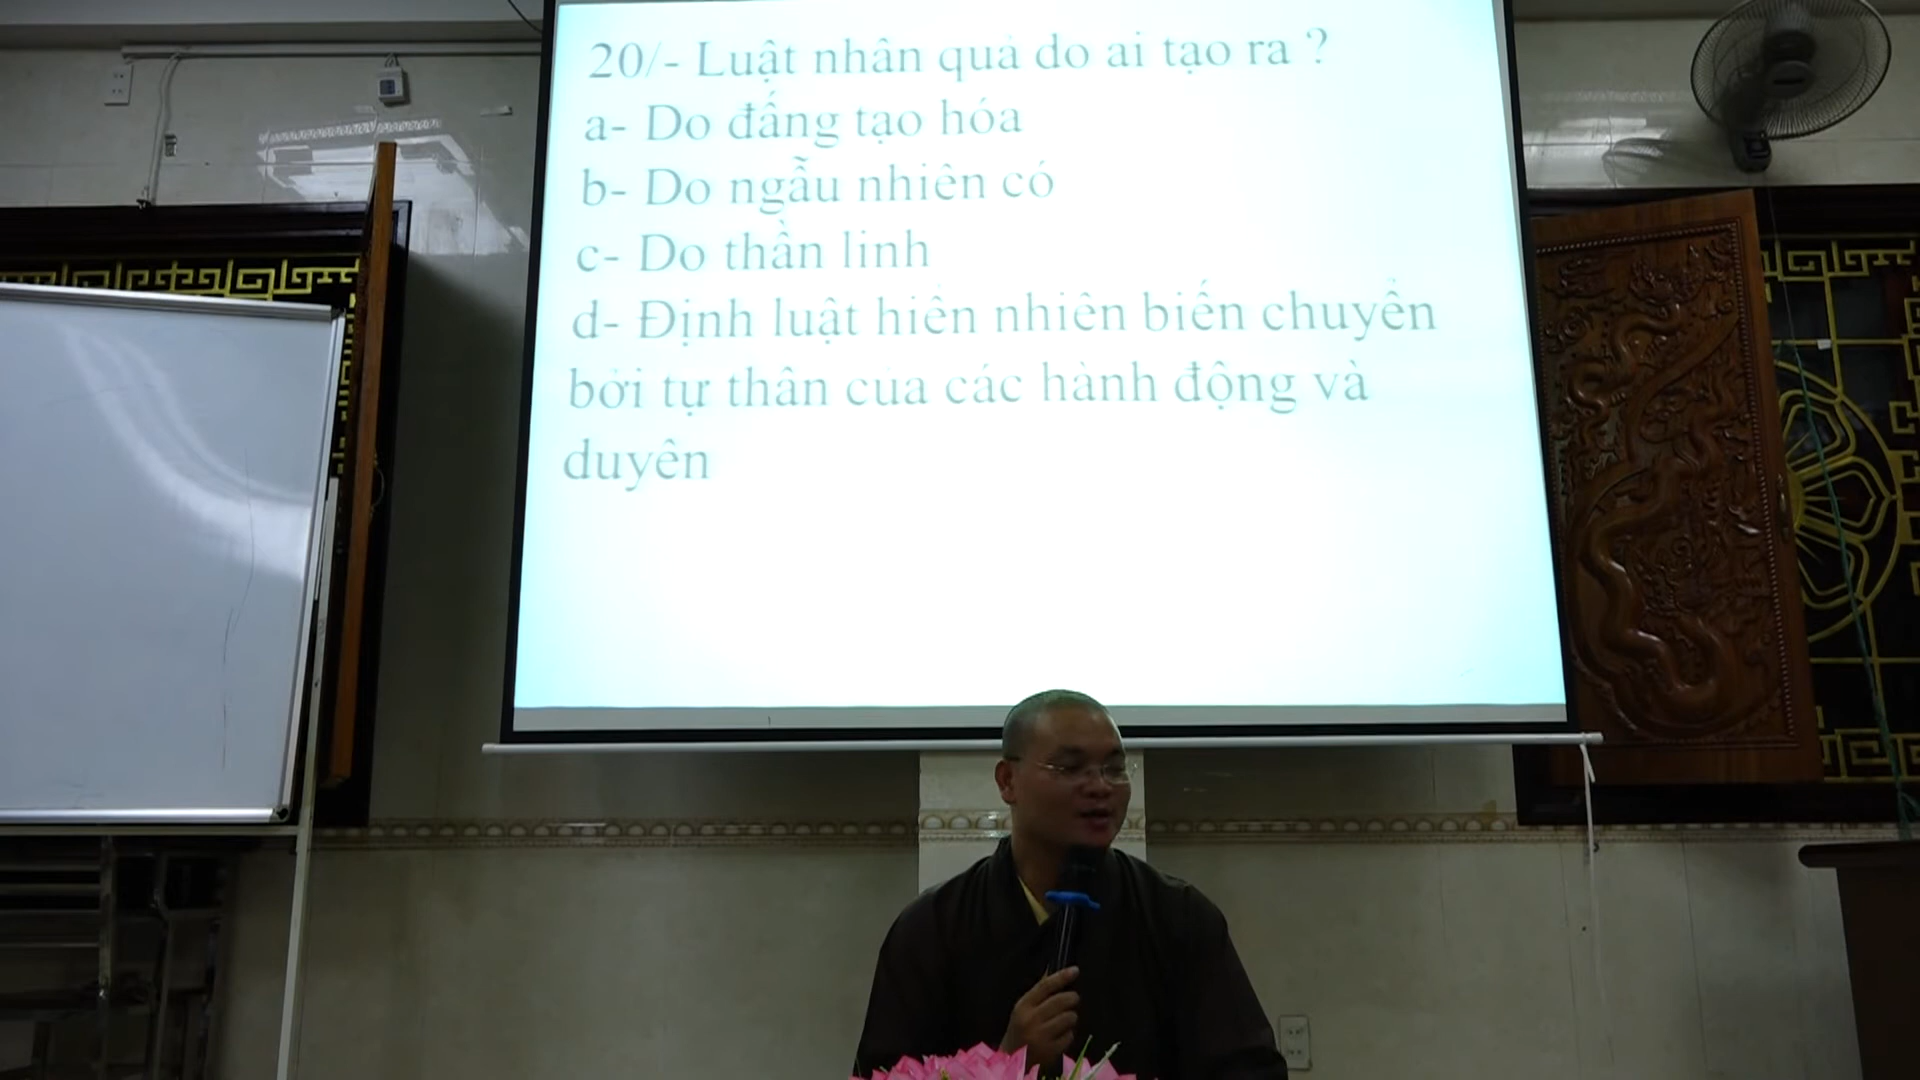 20/- Luật nhân quả do ai tạo ra ?
a- Do đấng tạo hóa
b- Do ngẫu nhiên có
c- Do thần linh
d- Định luật hiển nhiên biến chuyển
bởi tự thân của các hành động và
duyên